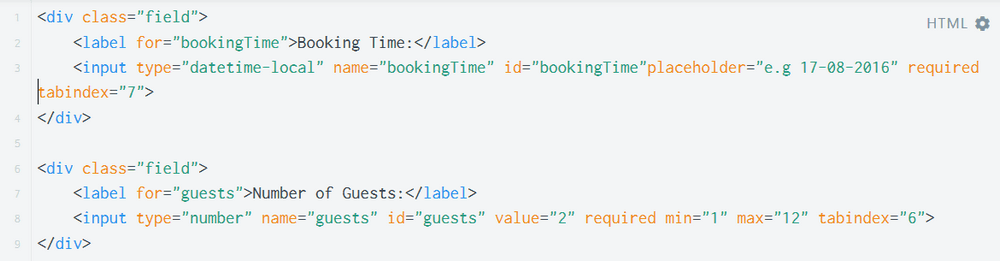 HTML
1 <div class="field">
2 <label for="bookingTime">Booking Time:</label>
3 <input type="datetime-local" name="bookingTime" id="bookingTime"placeholder="e.g 17-08-2016" required
tabindex="7">
4 </div>
5
6 <div class="field">
7 <label for="guests">Number of Guests:</label>
8 <input type="number" name="guests" id="guests" value="2" required min="1" max="12" tabindex="6">
9 </div>